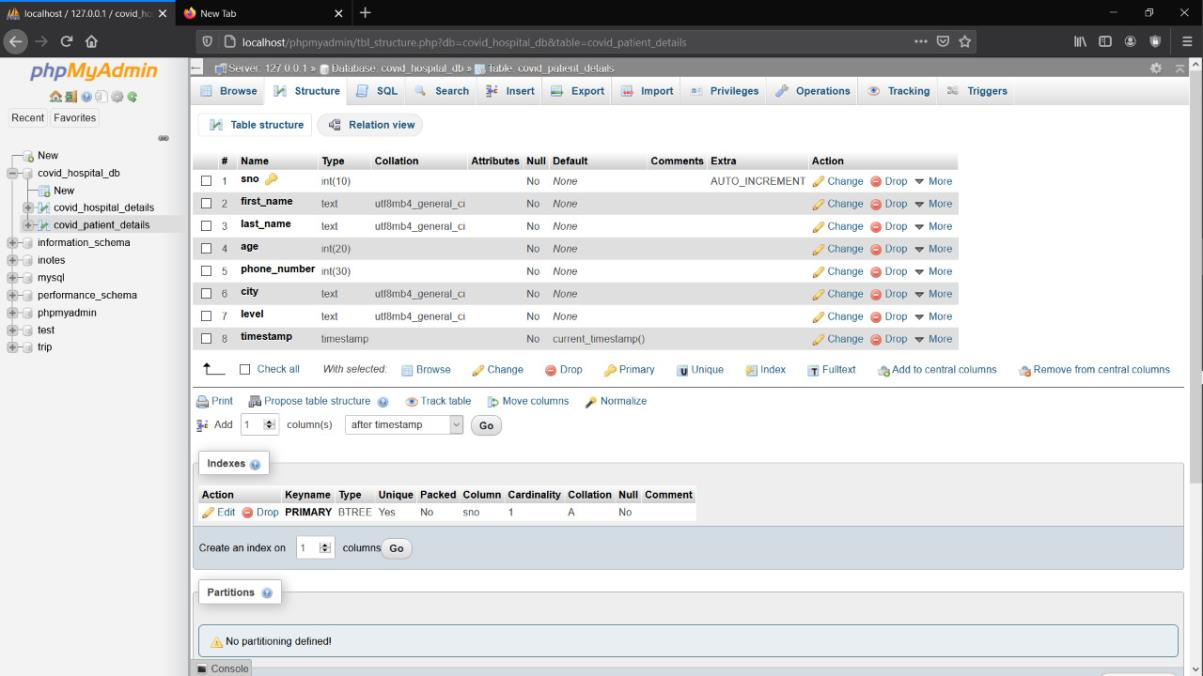 localhost / 127.0.0.1 / covid_ho
New Tab
localhost/phpmyadmin/tbl_structure.php?db=covid_hospital_db&table=covid_patient_details
phpMyAdmin
Recent Favorites
New
covid_hospital_db
New
covid_hospital_details
covid_patient_details
information_schema
inotes
mysql
performance_schema
phpmyadmin
test
trip
Server: 127.0.0.1 » Database: covid_hospital_db » Table: covid_patient_details
Browse Structure SQL Search Insert Export Import Privileges Operations Tracking Triggers
Table structure Relation view
# Name Type Collation Attributes Null Default Comments Extra Action
1 sno int(10) No None AUTO_INCREMENT Change Drop More
2 first_name text utf8mb4_general_ci No None Change Drop More
3 last_name text utf8mb4_general_ci No None Change Drop More
4 age int(20) No None Change Drop More
5 phone_number int(30) No None Change Drop More
6 city text utf8mb4_general_ci No None Change Drop More
7 level text utf8mb4_general_ci No None Change Drop More
8 timestamp timestamp No current_timestamp() Change Drop More
Check all With selected: Browse Change Drop Primary Unique Index Fulltext Add to central columns Remove from central columns
Print Propose table structure Track table Move columns Normalize
Add 1 column(s) after timestamp Go
Indexes
Action Keyname Type Unique Packed Column Cardinality Collation Null Comment
Edit Drop PRIMARY BTREE Yes No sno 1 A No
Create an index on 1 columns Go
Partitions
No partitioning defined!
Console